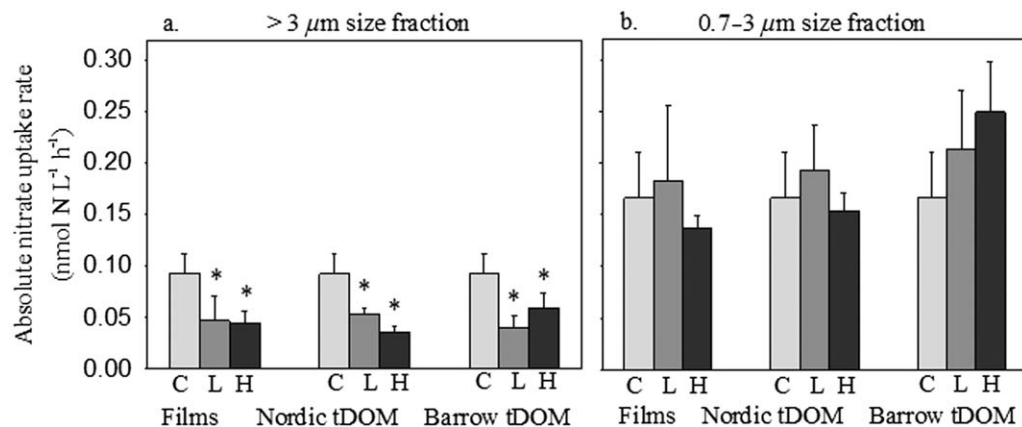 a. > 3 μm size fraction
b. 0.7–3 μm size fraction
Absolute nitrate uptake rate
(nmol N L⁻¹ h⁻¹)
0.30
0.25
0.20
0.15
0.10
0.05
0.00
* * * * * *
C L H C L H C L H
Films Nordic tDOM Barrow tDOM
C L H C L H C L H
Films Nordic tDOM Barrow tDOM